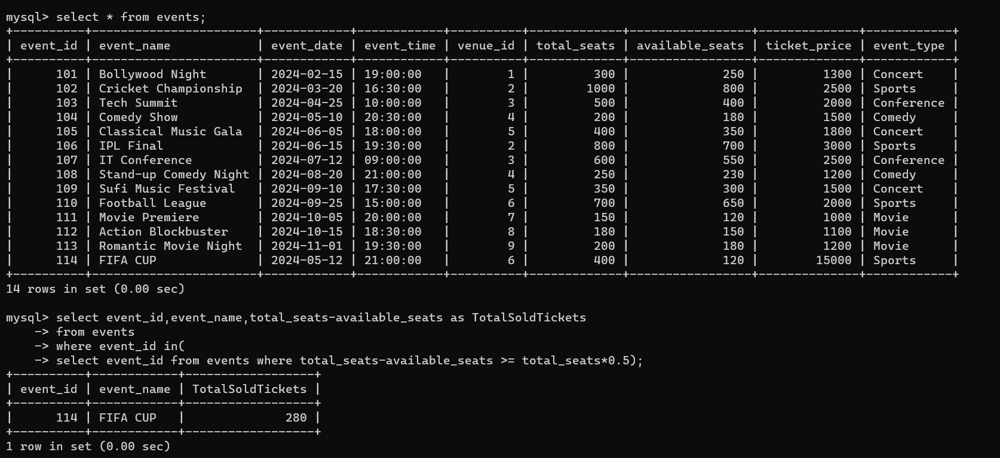 mysql> select * from events;
+----------+-----------------------+------------+------------+----------+-------------+-----------------+--------------+------------+
| event_id | event_name            | event_date | event_time | venue_id | total_seats | available_seats | ticket_price | event_type |
+----------+-----------------------+------------+------------+----------+-------------+-----------------+--------------+------------+
|      101 | Bollywood Night       | 2024-02-15 | 19:00:00   |        1 |         300 |             250 |         1300 | Concert    |
|      102 | Cricket Championship  | 2024-03-20 | 16:30:00   |        2 |        1000 |             800 |         2500 | Sports     |
|      103 | Tech Summit           | 2024-04-25 | 10:00:00   |        3 |         500 |             400 |         2000 | Conference |
|      104 | Comedy Show           | 2024-05-10 | 20:30:00   |        4 |         200 |             180 |         1500 | Comedy     |
|      105 | Classical Music Gala  | 2024-06-05 | 18:00:00   |        5 |         400 |             350 |         1800 | Concert    |
|      106 | IPL Final             | 2024-06-15 | 19:30:00   |        2 |         800 |             700 |         3000 | Sports     |
|      107 | IT Conference         | 2024-07-12 | 09:00:00   |        3 |         600 |             550 |         2500 | Conference |
|      108 | Stand-up Comedy Night | 2024-08-20 | 21:00:00   |        4 |         250 |             230 |         1200 | Comedy     |
|      109 | Sufi Music Festival   | 2024-09-10 | 17:30:00   |        5 |         350 |             300 |         1500 | Concert    |
|      110 | Football League       | 2024-09-25 | 15:00:00   |        6 |         700 |             650 |         2000 | Sports     |
|      111 | Movie Premiere        | 2024-10-05 | 20:00:00   |        7 |         150 |             120 |         1000 | Movie      |
|      112 | Action Blockbuster    | 2024-10-15 | 18:30:00   |        8 |         180 |             150 |         1100 | Movie      |
|      113 | Romantic Movie Night  | 2024-11-01 | 19:30:00   |        9 |         200 |             180 |         1200 | Movie      |
|      114 | FIFA CUP              | 2024-05-12 | 21:00:00   |        6 |         400 |             120 |        15000 | Sports     |
+----------+-----------------------+------------+------------+----------+-------------+-----------------+--------------+------------+
14 rows in set (0.00 sec)
mysql> select event_id,event_name,total_seats-available_seats as TotalSoldTickets
    -> from events
    -> where event_id in(
    -> select event_id from events where total_seats-available_seats >= total_seats*0.5);
+----------+------------+------------------+
| event_id | event_name | TotalSoldTickets |
+----------+------------+------------------+
|      114 | FIFA CUP   |              280 |
+----------+------------+------------------+
1 row in set (0.00 sec)